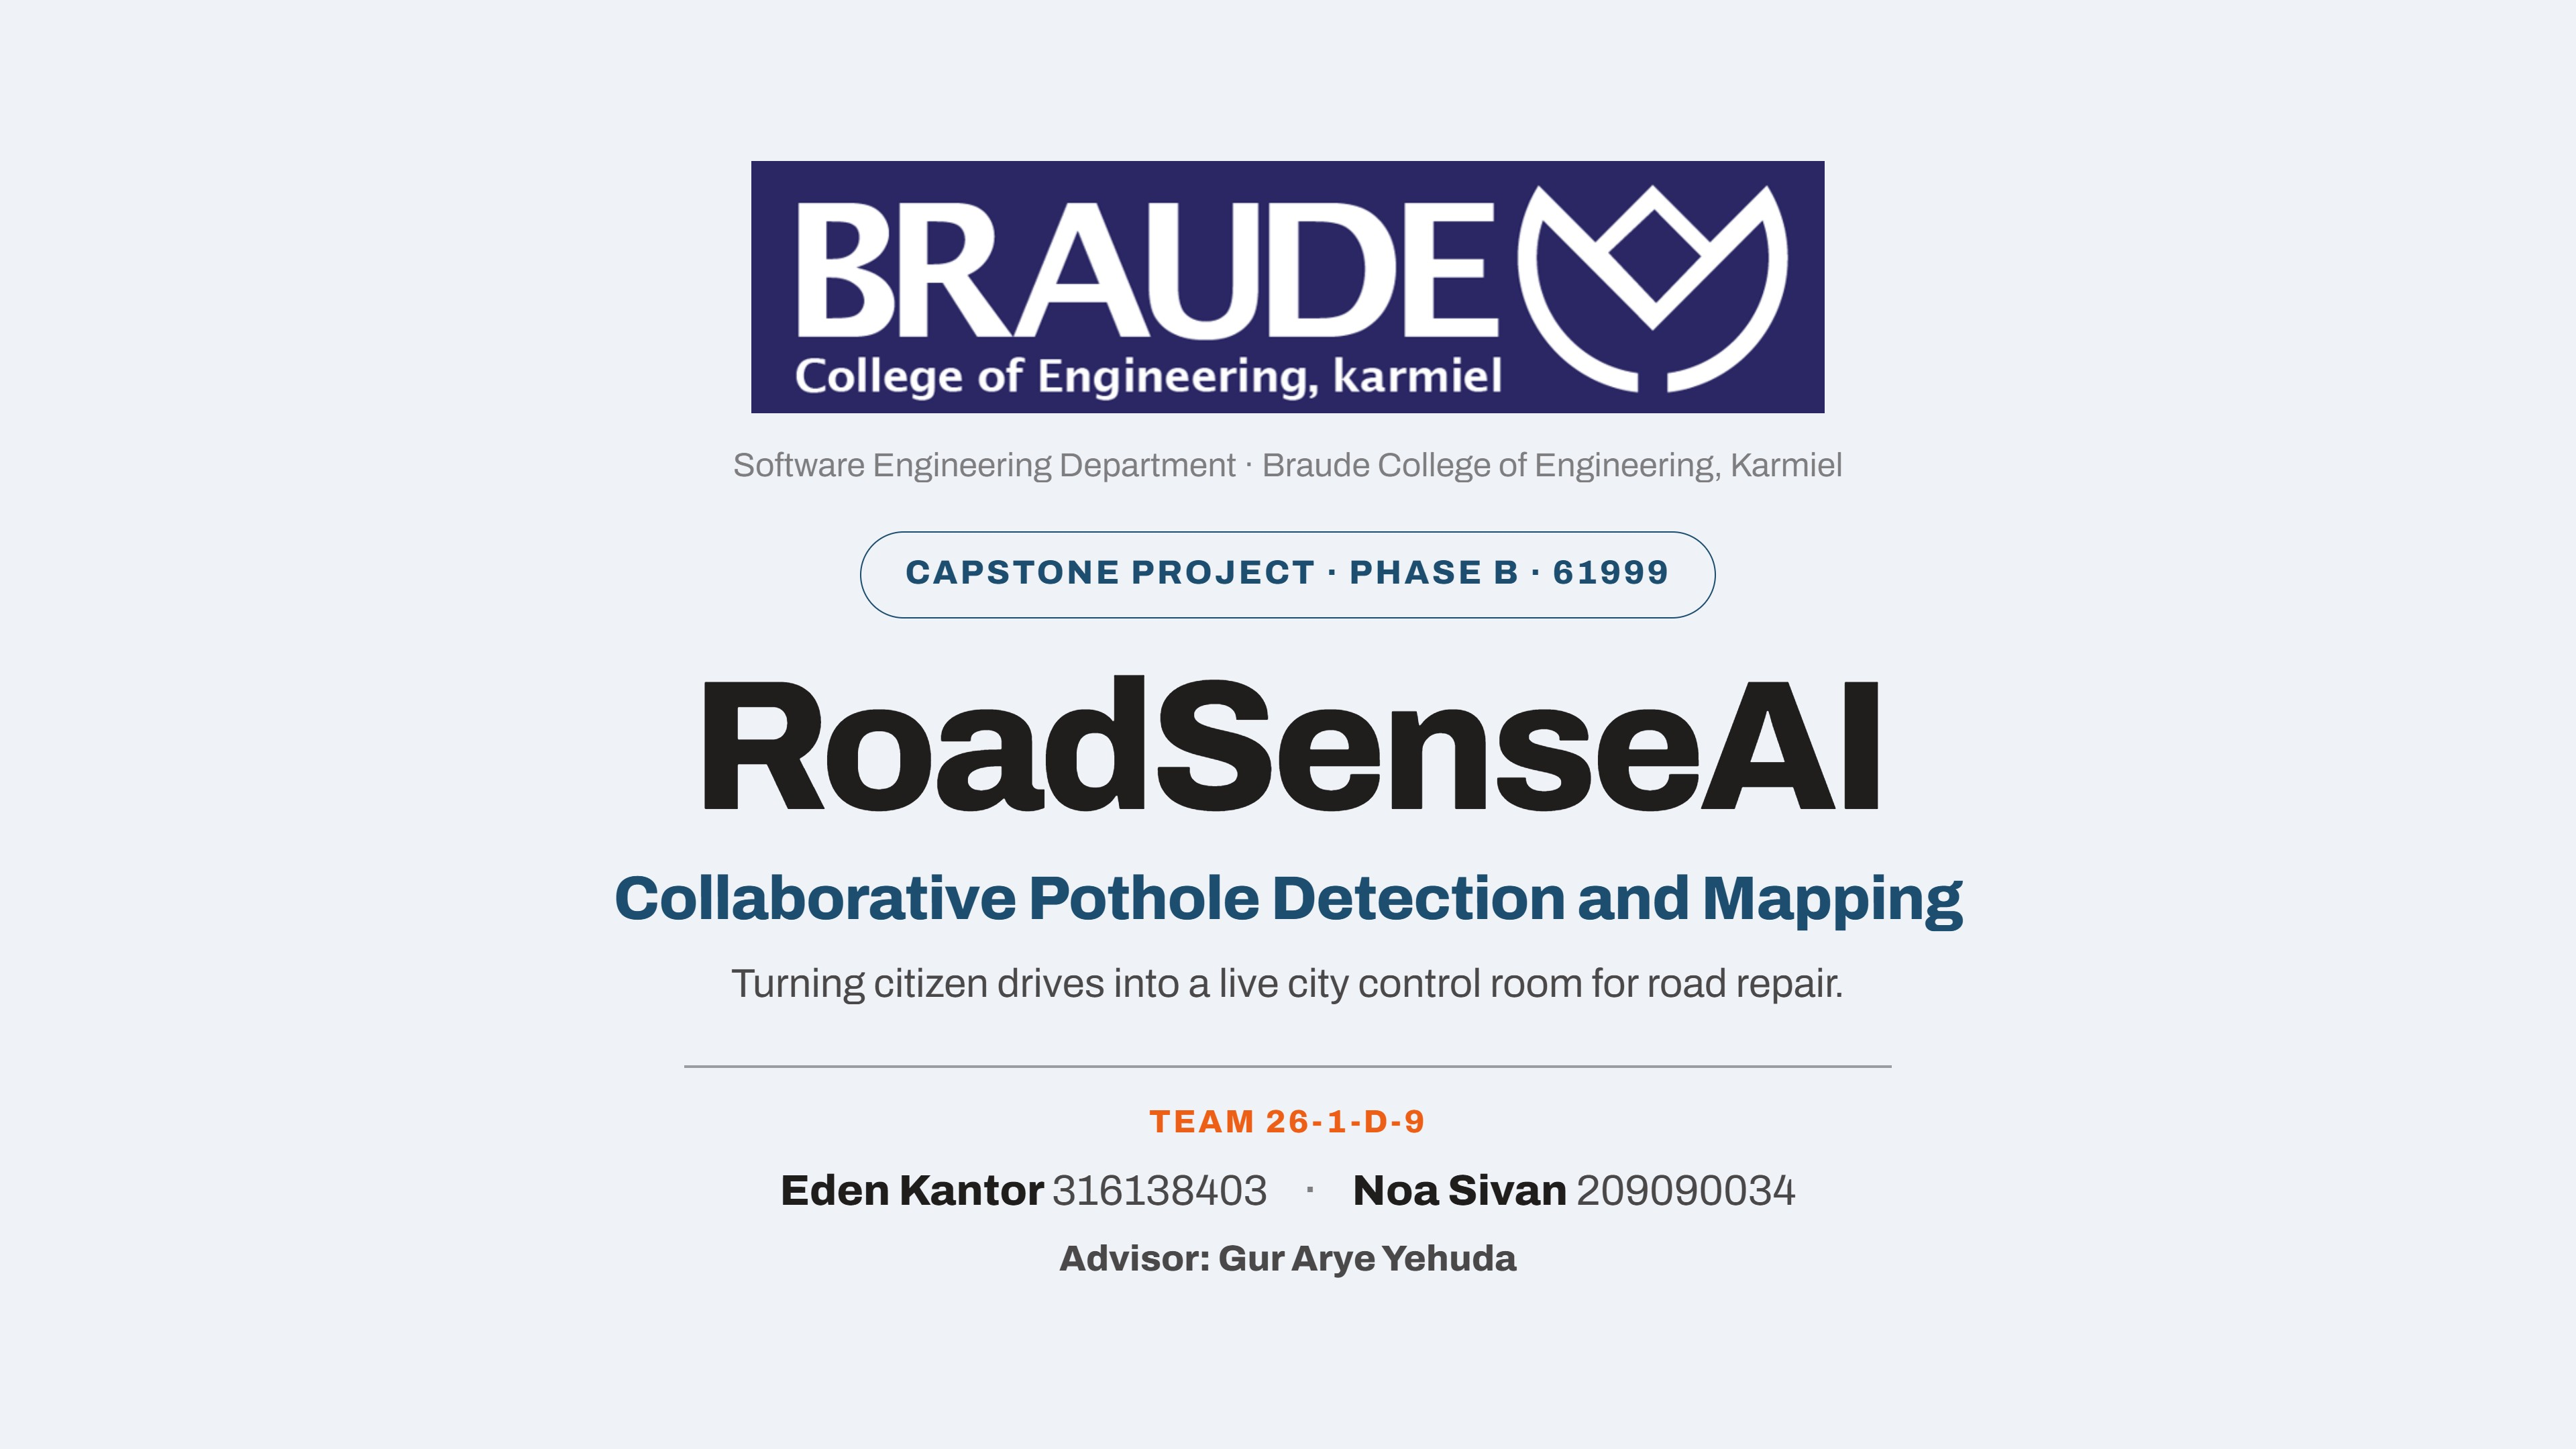 BRAUDE
College of Engineering, karmiel
Software Engineering Department · Braude College of Engineering, Karmiel
CAPSTONE PROJECT · PHASE B · 61999
RoadSenseAI
Collaborative Pothole Detection and Mapping
Turning citizen drives into a live city control room for road repair.
TEAM 26-1-D-9
Eden Kantor 316138403 · Noa Sivan 209090034
Advisor: Gur Arye Yehuda